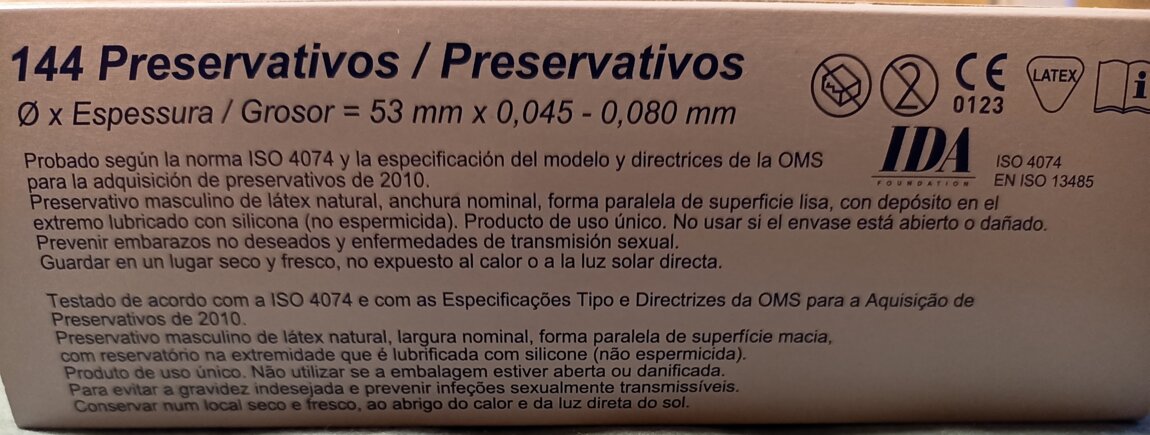 144 Preservativos / Preservativos
Ø x Espessura / Grosor = 53 mm x 0,045 - 0,080 mm
2
CE
0123
LATEX
i
IDA
FOUNDATION
ISO 4074
EN ISO 13485
Probado según la norma ISO 4074 y la especificación del modelo y directrices de la OMS
para la adquisición de preservativos de 2010.
Preservativo masculino de látex natural, anchura nominal, forma paralela de superficie lisa, con depósito en el
extremo lubricado con silicona (no espermicida). Producto de uso único. No usar si el envase está abierto o dañado.
Prevenir embarazos no deseados y enfermedades de transmisión sexual.
Guardar en un lugar seco y fresco, no expuesto al calor o a la luz solar directa.
Testado de acordo com a ISO 4074 e com as Especificações Tipo e Directrizes da OMS para a Aquisição de
Preservativos de 2010.
Preservativo masculino de látex natural, largura nominal, forma paralela de superfície macia,
com reservatório na extremidade que é lubrificada com silicone (não espermicida).
Produto de uso único. Não utilizar se a embalagem estiver aberta ou danificada.
Para evitar a gravidez indesejada e prevenir infeções sexualmente transmissíveis.
Conservar num local seco e fresco, ao abrigo do calor e da luz direta do sol.